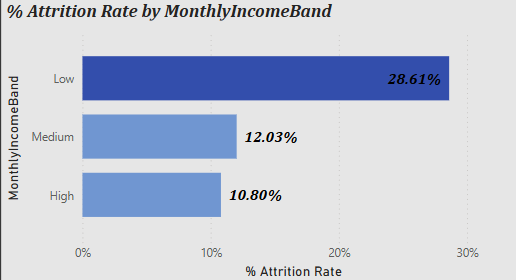 % Attrition Rate by MonthlyIncomeBand
MonthlyIncomeBand
Low
28.61%
Medium
12.03%
High
10.80%
0%
10%
20%
30%
% Attrition Rate